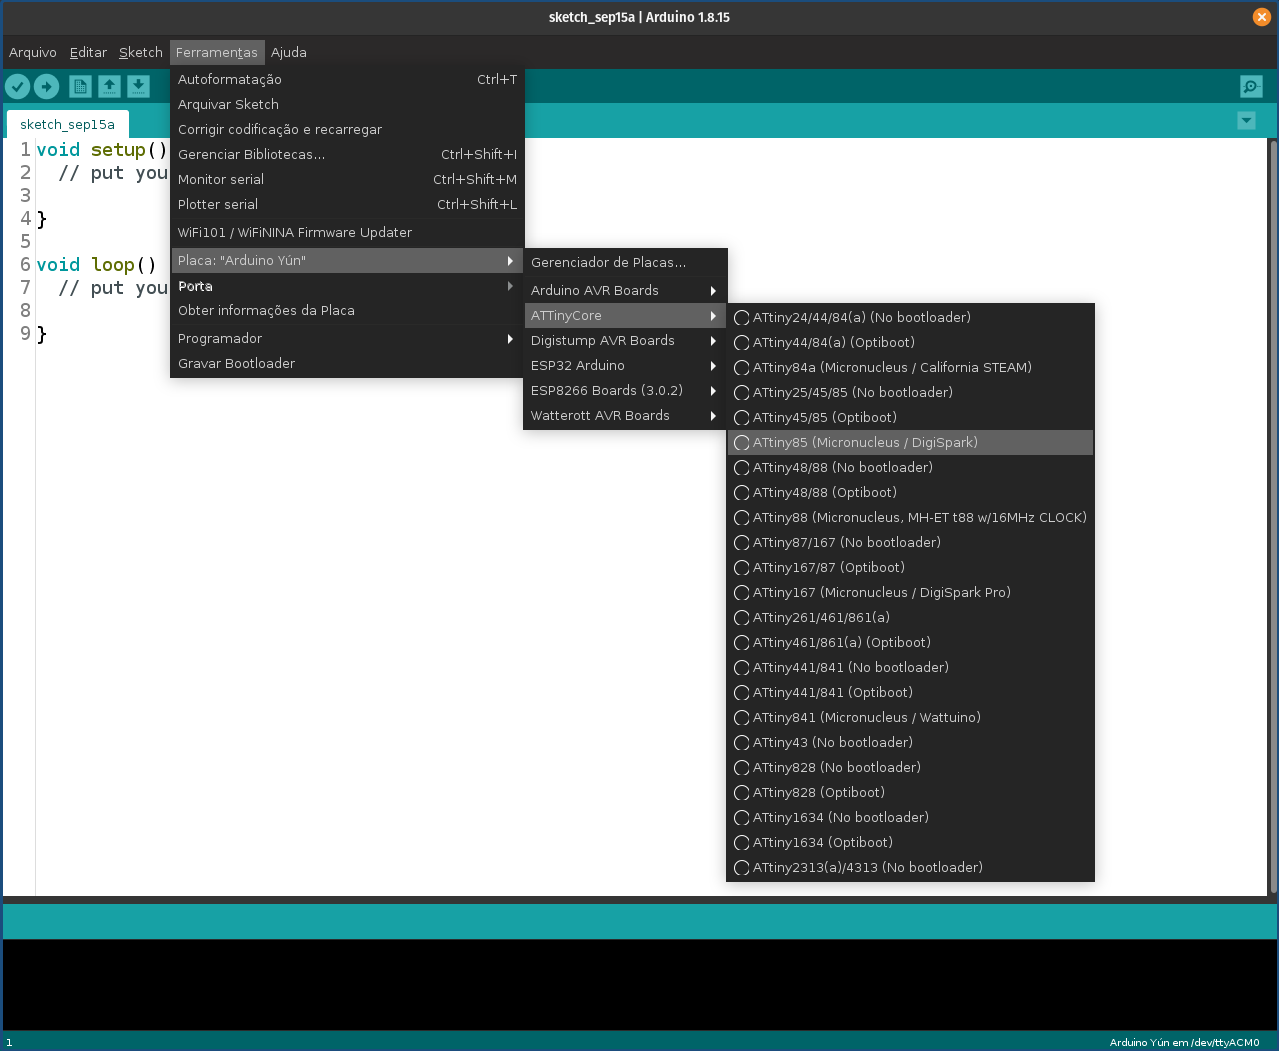 sketch_sep15a | Arduino 1.8.15
Arquivo Editar Sketch Ferramentas Ajuda
sketch_sep15a
1 void setup()
2 // put you
3
4 }
5
6 void loop()
7 // put you
8
9 }
Autoformatação Ctrl+T
Arquivar Sketch
Corrigir codificação e recarregar
Gerenciar Bibliotecas... Ctrl+Shift+I
Monitor serial Ctrl+Shift+M
Plotter serial Ctrl+Shift+L
WiFi101 / WiFiNINA Firmware Updater
Placa: "Arduino Yún"
Porta
Obter informações da Placa
Programador
Gravar Bootloader
Gerenciador de Placas...
Arduino AVR Boards
ATTinyCore
Digistump AVR Boards
ESP32 Arduino
ESP8266 Boards (3.0.2)
Watterott AVR Boards
ATtiny24/44/84(a) (No bootloader)
ATtiny44/84(a) (Optiboot)
ATtiny84a (Micronucleus / California STEAM)
ATtiny25/45/85 (No bootloader)
ATtiny45/85 (Optiboot)
ATtiny85 (Micronucleus / DigiSpark)
ATtiny48/88 (No bootloader)
ATtiny48/88 (Optiboot)
ATtiny88 (Micronucleus, MH-ET t88 w/16MHz CLOCK)
ATtiny87/167 (No bootloader)
ATtiny167/87 (Optiboot)
ATtiny167 (Micronucleus / DigiSpark Pro)
ATtiny261/461/861(a)
ATtiny461/861(a) (Optiboot)
ATtiny441/841 (No bootloader)
ATtiny441/841 (Optiboot)
ATtiny841 (Micronucleus / Wattuino)
ATtiny43 (No bootloader)
ATtiny828 (No bootloader)
ATtiny828 (Optiboot)
ATtiny1634 (No bootloader)
ATtiny1634 (Optiboot)
ATtiny2313(a)/4313 (No bootloader)
1 Arduino Yún em /dev/ttyACM0